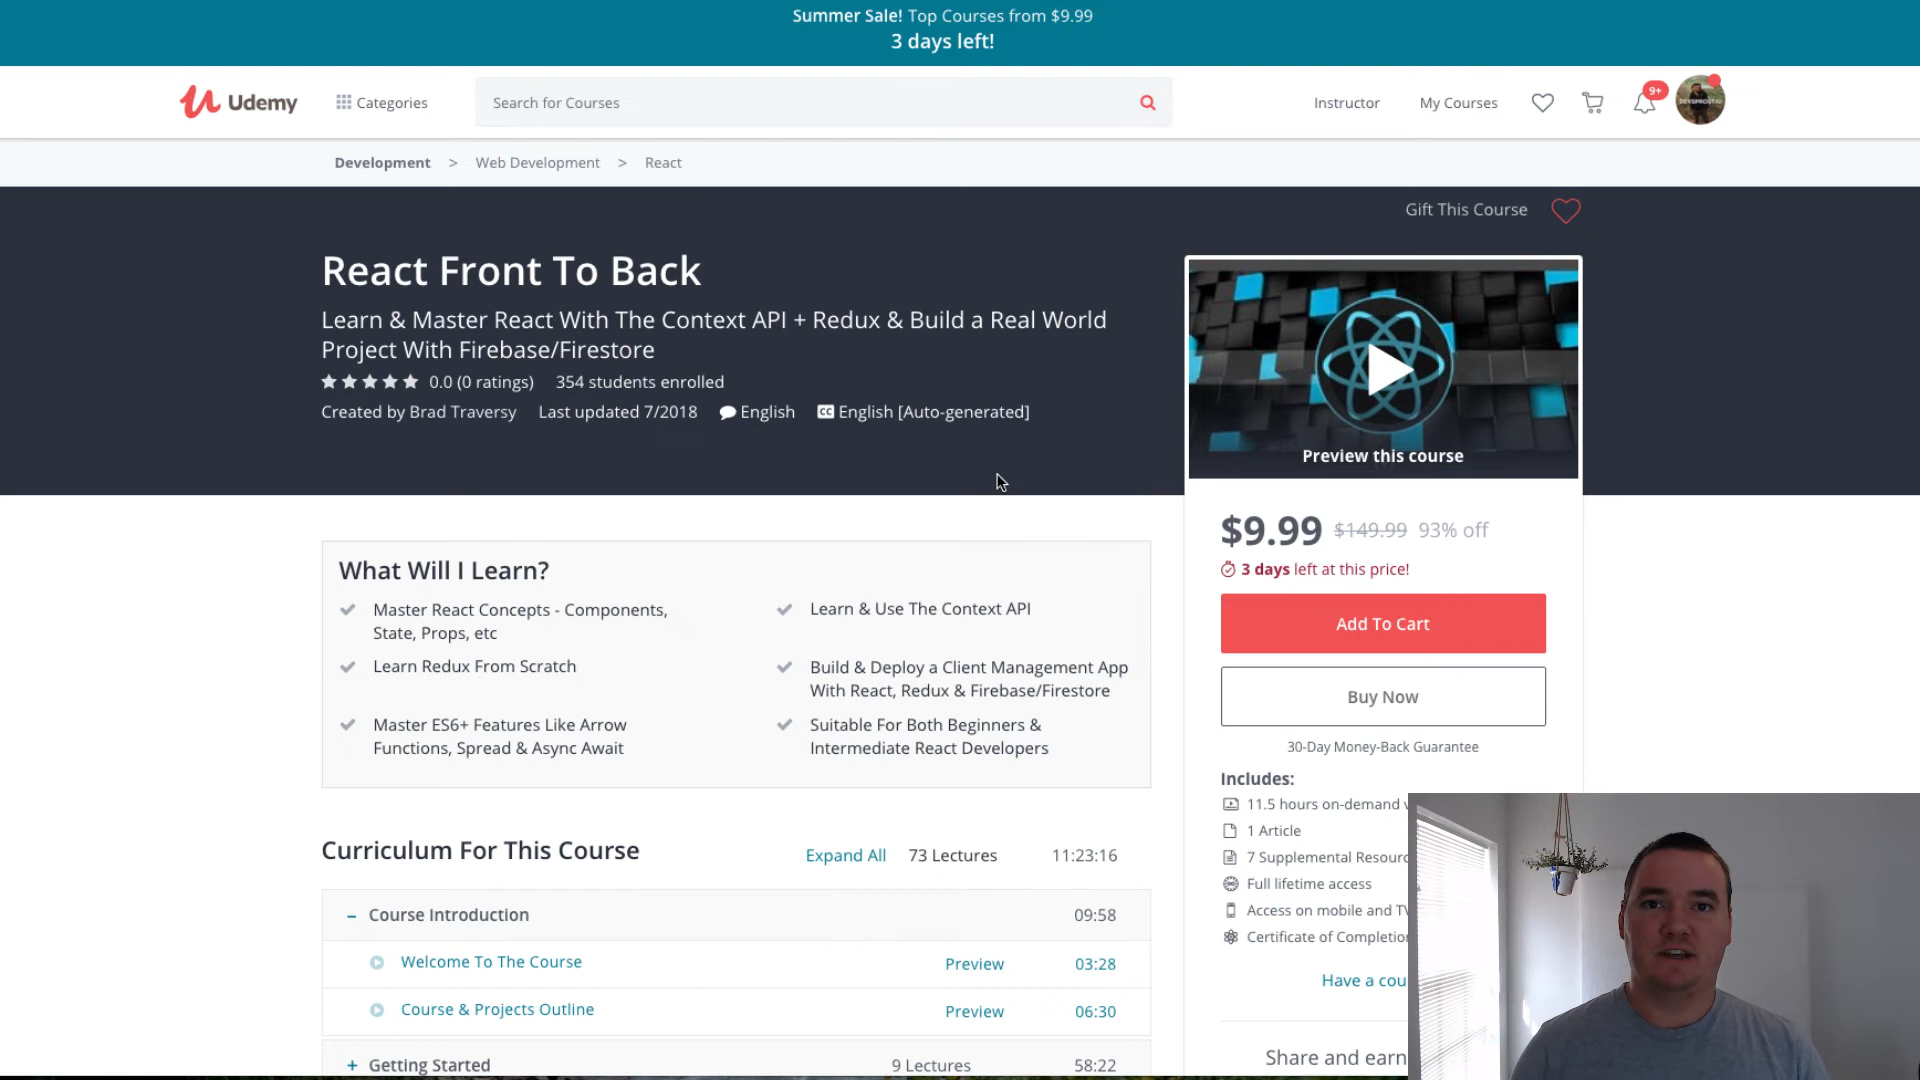 Summer Sale! Top Courses from $9.99
3 days left!
Udemy
Categories
Search for Courses
Instructor
My Courses
9+
Development > Web Development > React
Gift This Course
React Front To Back
Learn & Master React With The Context API + Redux & Build a Real World
Project With Firebase/Firestore
0.0 (0 ratings) 354 students enrolled
Created by Brad Traversy Last updated 7/2018 English CC English [Auto-generated]
Preview this course
$9.99 $149.99 93% off
3 days left at this price!
Add To Cart
Buy Now
30-Day Money-Back Guarantee
Includes:
11.5 hours on-demand
1 Article
7 Supplemental Resourc
Full lifetime access
Access on mobile and TV
Certificate of Completion
Have a cou
Share and earn
What Will I Learn?
Master React Concepts - Components,
State, Props, etc
Learn & Use The Context API
Learn Redux From Scratch
Build & Deploy a Client Management App
With React, Redux & Firebase/Firestore
Master ES6+ Features Like Arrow
Functions, Spread & Async Await
Suitable For Both Beginners &
Intermediate React Developers
Curriculum For This Course
Expand All 73 Lectures 11:23:16
– Course Introduction 09:58
Welcome To The Course Preview 03:28
Course & Projects Outline Preview 06:30
+ Getting Started 9 Lectures 58:22